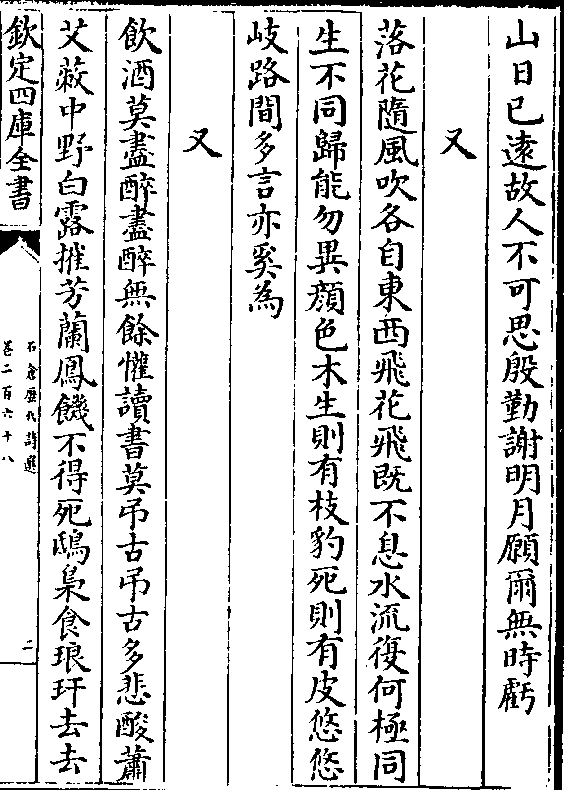 山日已遠故人不可思殷勤謝明月願爾無時虧
又
落花隨風吹各自東西飛花飛既不息水流復何極同
生不同歸能勿異顔色木生則有枝豹死則有皮悠悠
岐路間多言亦奚為
又
飲酒莫盡醉盡醉無餘懽讀書莫弔古弔古多悲酸蕭
艾蔽中野白露摧芳蘭鳳饑不得死鴟梟食琅玕去去
欽定四庫全書
石倉歷代詩選
卷二百六十八
二